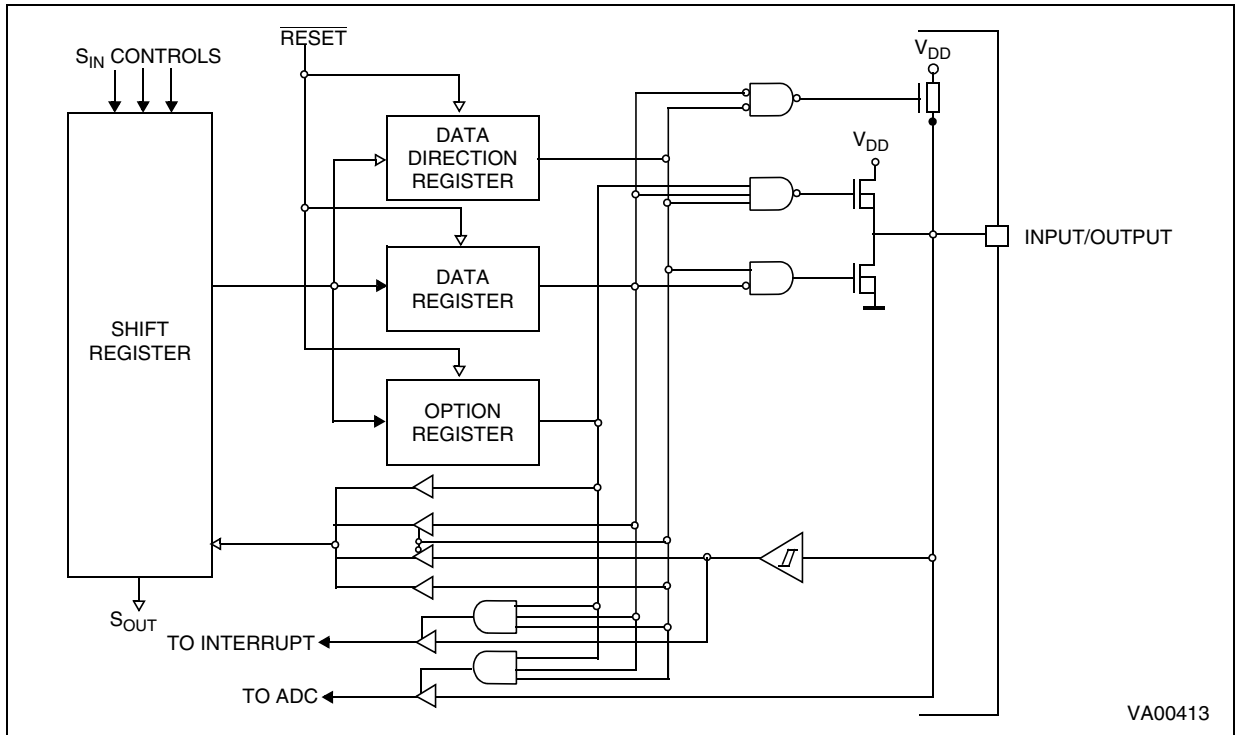 RESET
S_IN CONTROLS
V_DD
DATA
DIRECTION
REGISTER
V_DD
INPUT/OUTPUT
DATA
REGISTER
SHIFT
REGISTER
OPTION
REGISTER
S_OUT
TO INTERRUPT
TO ADC
VA00413